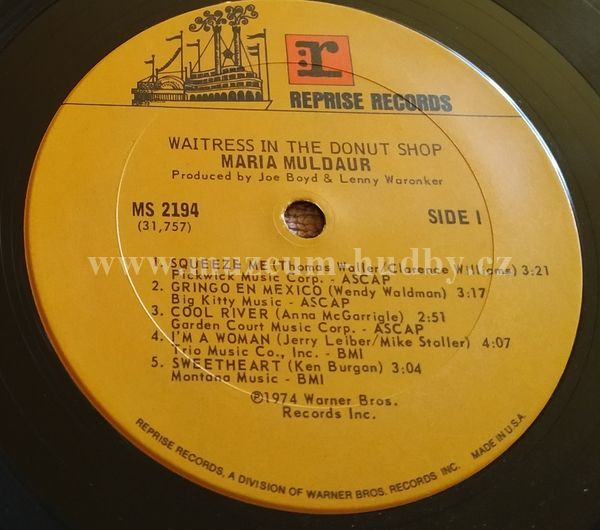 r
REPRISE RECORDS
WAITRESS IN THE DONUT SHOP
MARIA MULDAUR
Produced by Joe Boyd & Lenny Waronker
MS 2194
(31,757)
SIDE I
1. SQUEEZE ME (Thomas Waller/Clarence Williams) 3:21
Pickwick Music Corp. - ASCAP
2. GRINGO EN MEXICO (Wendy Waldman) 3:17
Big Kitty Music - ASCAP
3. COOL RIVER (Anna McGarrigle) 2:51
Garden Court Music Corp. - ASCAP
4. I'M A WOMAN (Jerry Leiber/Mike Stoller) 4:07
Trio Music Co., Inc. - BMI
5. SWEETHEART (Ken Burgan) 3:04
Montana Music - BMI
℗1974 Warner Bros.
Records Inc.
REPRISE RECORDS, A DIVISION OF WARNER BROS. RECORDS INC. MADE IN U.S.A.
www.muzeum-hudby.cz